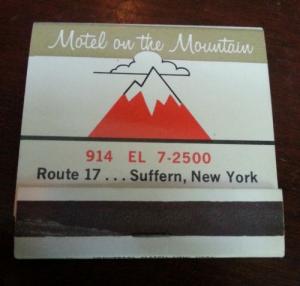 Motel on the Mountain
914 EL 7-2500
Route 17... Suffern, New York